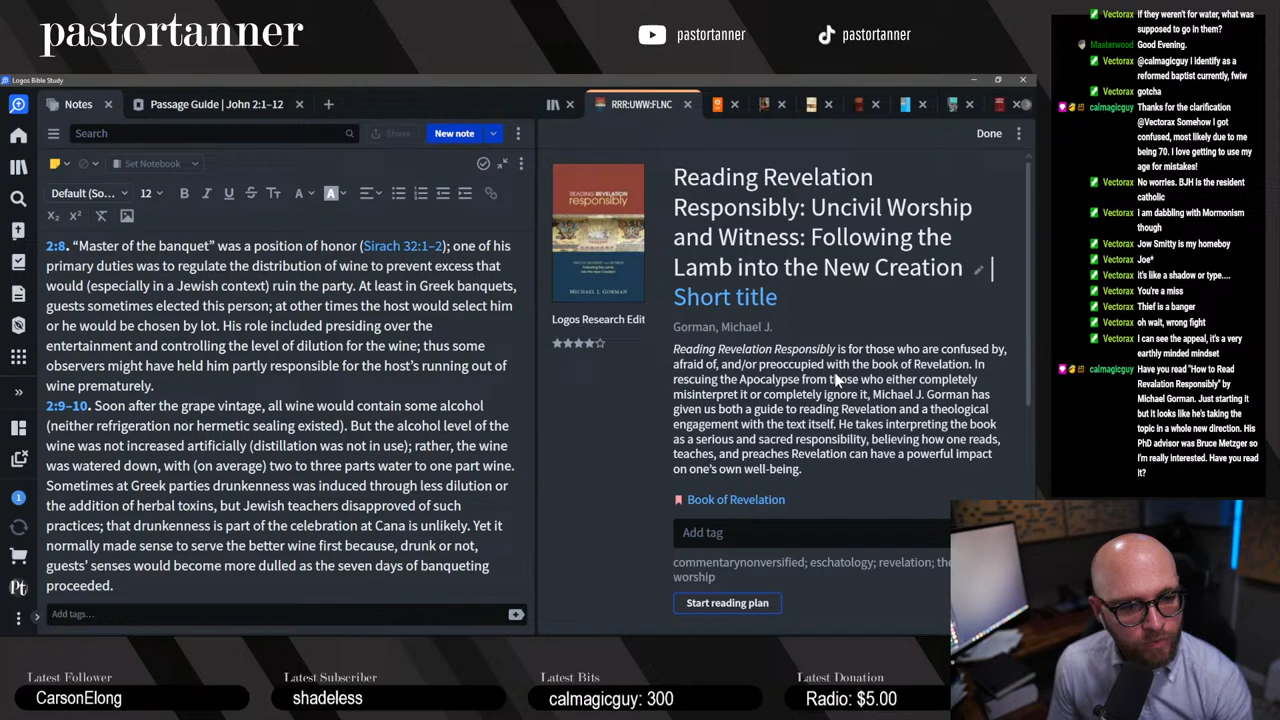 pastortanner
pastortanner
pastortanner
Logos Bible Study
Notes
Passage Guide | John 2:1–12
RRR:UWW:FLNC
Search
Share
New note
Done
Set Notebook
Default (So...
12
2:8. “Master of the banquet” was a position of honor (Sirach 32:1–2); one of his
primary duties was to regulate the distribution of wine to prevent excess that
would (especially in a Jewish context) ruin the party. At least in Greek banquets,
guests sometimes elected this person; at other times the host would select him
or he would be chosen by lot. His role included presiding over the
entertainment and controlling the level of dilution for the wine; thus some
observers might have held him partly responsible for the host’s running out of
wine prematurely.
2:9–10. Soon after the grape vintage, all wine would contain some alcohol
(neither refrigeration nor hermetic sealing existed). But the alcohol level of the
wine was not increased artificially (distillation was not in use); rather, the wine
was watered down, with (on average) two to three parts water to one part wine.
Sometimes at Greek parties drunkenness was induced through less dilution or
the addition of herbal toxins, but Jewish teachers disapproved of such
practices; that drunkenness is part of the celebration at Cana is unlikely. Yet it
normally made sense to serve the better wine first because, drunk or not,
guests’ senses would become more dulled as the seven days of banqueting
proceeded.
Add tags...
READING REVELATION
responsibly
MICHAEL J. GORMAN
Logos Research Edit
Reading Revelation
Responsibly: Uncivil Worship
and Witness: Following the
Lamb into the New Creation |
Short title
Gorman, Michael J.
Reading Revelation Responsibly is for those who are confused by,
afraid of, and/or preoccupied with the book of Revelation. In
rescuing the Apocalypse from those who either completely
misinterpret it or completely ignore it, Michael J. Gorman has
given us both a guide to reading Revelation and a theological
engagement with the text itself. He takes interpreting the book
as a serious and sacred responsibility, believing how one reads,
teaches, and preaches Revelation can have a powerful impact
on one’s own well-being.
Book of Revelation
Add tag
commentarynonversified; eschatology; revelation; the
worship
Start reading plan
Vectorax if they weren't for water, what was
supposed to go in them?
Masterwood Good Evening.
Vectorax @calmagicguy I identify as a
reformed baptist currently, fwiw
Vectorax gotcha
calmagicguy Thanks for the clarification
@Vectorax Somehow I got
confused, most likely due to me
being 70. I love getting to use my
age for mistakes!
Vectorax No worries. BJH is the resident
catholic
Vectorax I am dabbling with Mormonism
though
Vectorax Jow Smitty is my homeboy
Vectorax Joe*
Vectorax it's like a shadow or type....
Vectorax You're a miss
Vectorax Thief is a banger
Vectorax oh wait, wrong fight
Vectorax I can see the appeal, it's a very
earthly minded mindset
calmagicguy Have you read "How to Read
Revalation Responsibly" by
Michael Gorman. Just starting it
but it looks like he's taking the
topic in a whole new direction. His
PhD advisor was Bruce Metzger so
I'm really interested. Have you read
it?
Latest Follower
CarsonElong
Latest Subscriber
shadeless
Latest Bits
calmagicguy: 300
Latest Donation
Radio: $5.00